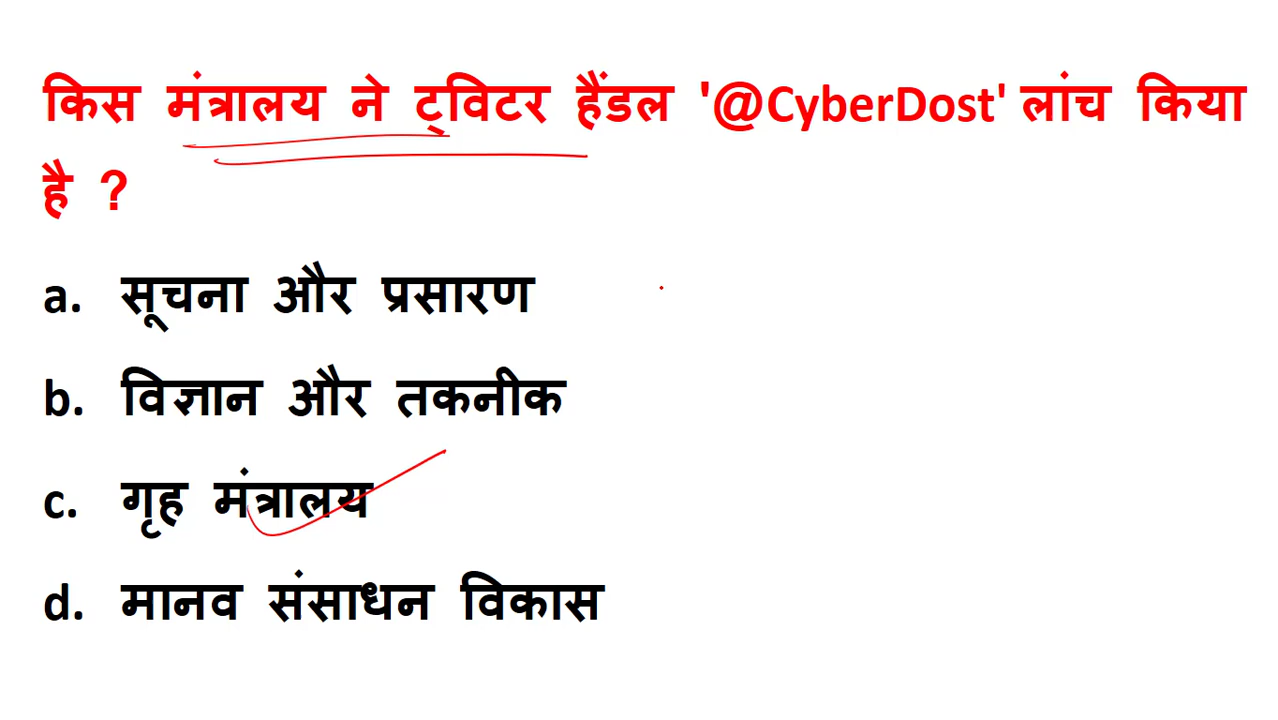 किस मंत्रालय ने ट्विटर हैंडल '@CyberDost' लांच किया
है ?
a. सूचना और प्रसारण
b. विज्ञान और तकनीक
c. गृह मंत्रालय
d. मानव संसाधन विकास